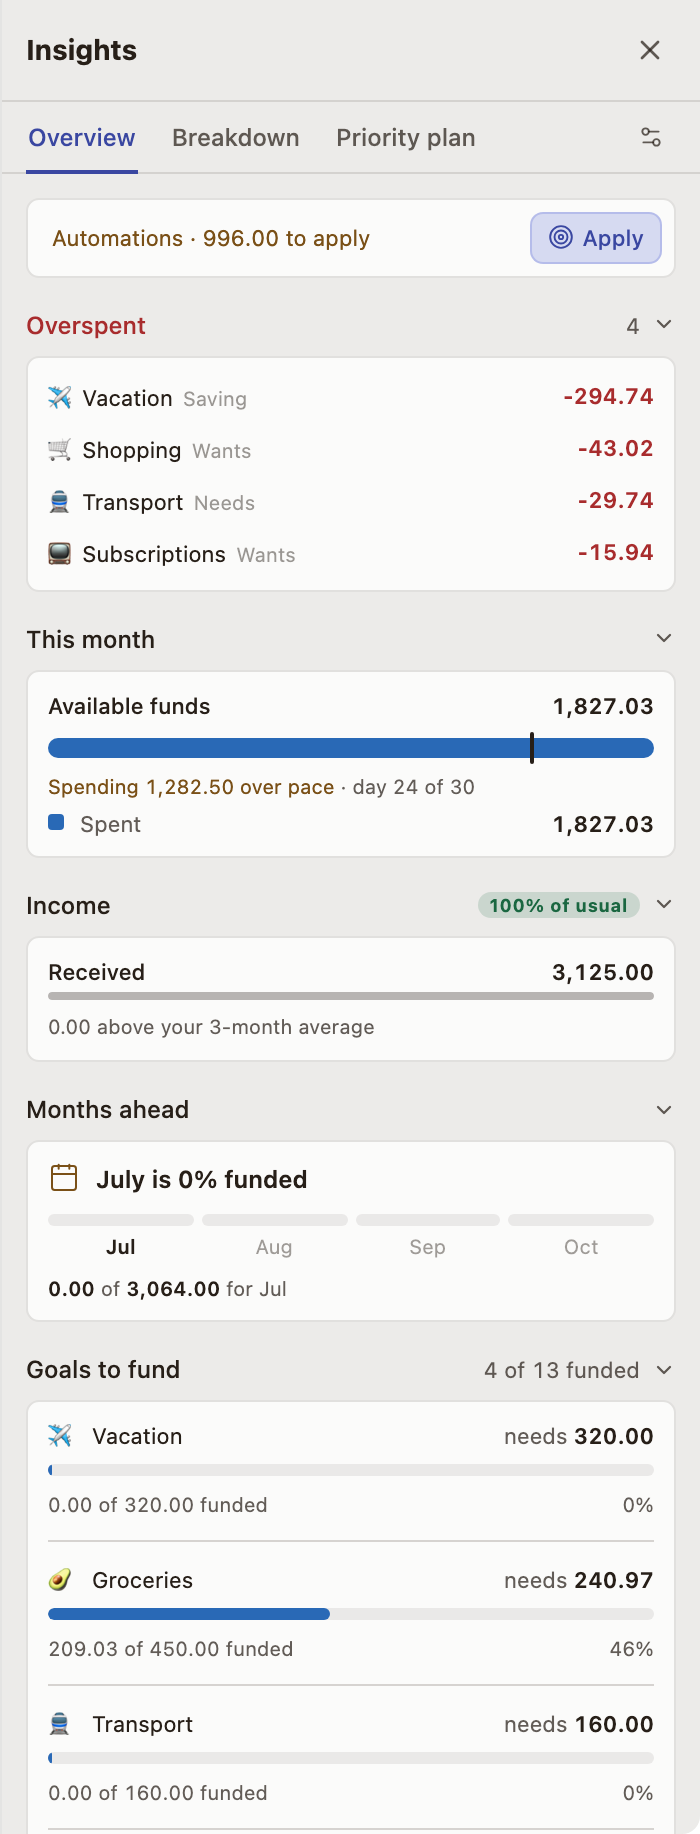 Insights
Overview Breakdown Priority plan
Automations · 996.00 to apply Apply
Overspent 4
Vacation Saving -294.74
Shopping Wants -43.02
Transport Needs -29.74
Subscriptions Wants -15.94
This month
Available funds 1,827.03
Spending 1,282.50 over pace · day 24 of 30
Spent 1,827.03
Income 100% of usual
Received 3,125.00
0.00 above your 3-month average
Months ahead
July is 0% funded
Jul Aug Sep Oct
0.00 of 3,064.00 for Jul
Goals to fund 4 of 13 funded
Vacation needs 320.00
0.00 of 320.00 funded 0%
Groceries needs 240.97
209.03 of 450.00 funded 46%
Transport needs 160.00
0.00 of 160.00 funded 0%